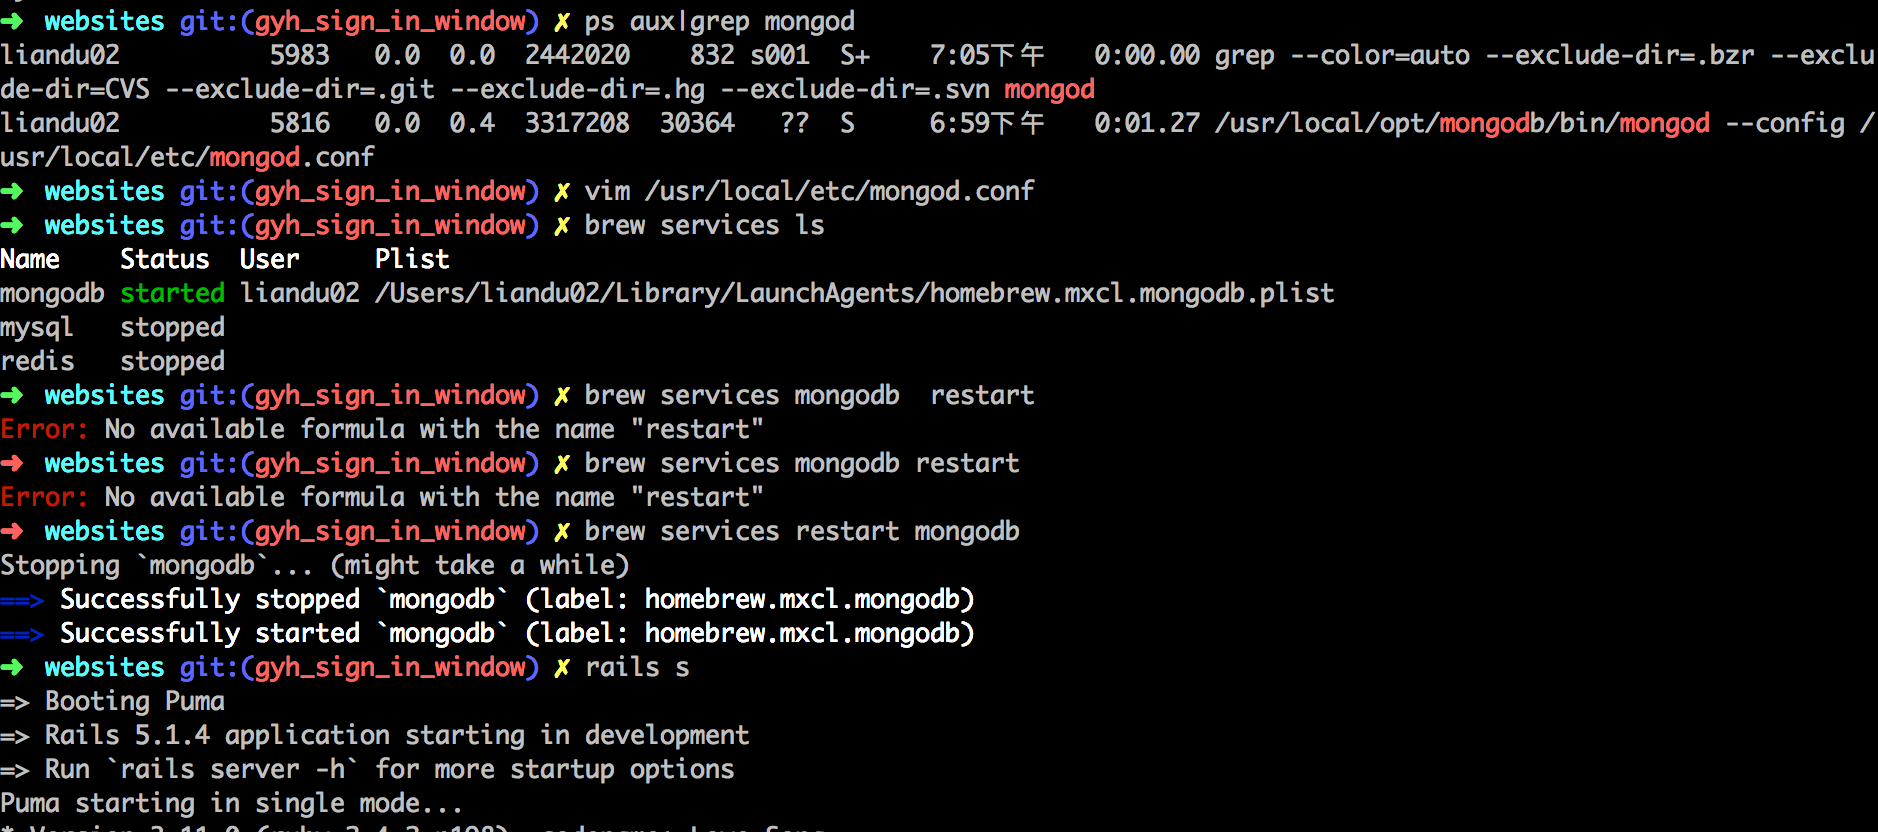 ➜  websites git:(gyh_sign_in_window) ✗ ps aux|grep mongod
liandu02          5983   0.0  0.0  2442020    832 s001  S+    7:05下午   0:00.00 grep --color=auto --exclude-dir=.bzr --exclu
de-dir=CVS --exclude-dir=.git --exclude-dir=.hg --exclude-dir=.svn mongod
liandu02          5816   0.0  0.4  3317208  30364   ??  S     6:59下午   0:01.27 /usr/local/opt/mongodb/bin/mongod --config /
usr/local/etc/mongod.conf
➜  websites git:(gyh_sign_in_window) ✗ vim /usr/local/etc/mongod.conf
➜  websites git:(gyh_sign_in_window) ✗ brew services ls
Name    Status  User     Plist
mongodb started liandu02 /Users/liandu02/Library/LaunchAgents/homebrew.mxcl.mongodb.plist
mysql   stopped
redis   stopped
➜  websites git:(gyh_sign_in_window) ✗ brew services mongodb  restart
Error: No available formula with the name "restart"
➜  websites git:(gyh_sign_in_window) ✗ brew services mongodb restart
Error: No available formula with the name "restart"
➜  websites git:(gyh_sign_in_window) ✗ brew services restart mongodb
Stopping `mongodb`... (might take a while)
==> Successfully stopped `mongodb` (label: homebrew.mxcl.mongodb)
==> Successfully started `mongodb` (label: homebrew.mxcl.mongodb)
➜  websites git:(gyh_sign_in_window) ✗ rails s
=> Booting Puma
=> Rails 5.1.4 application starting in development
=> Run `rails server -h` for more startup options
Puma starting in single mode...
* Version 3.11.0